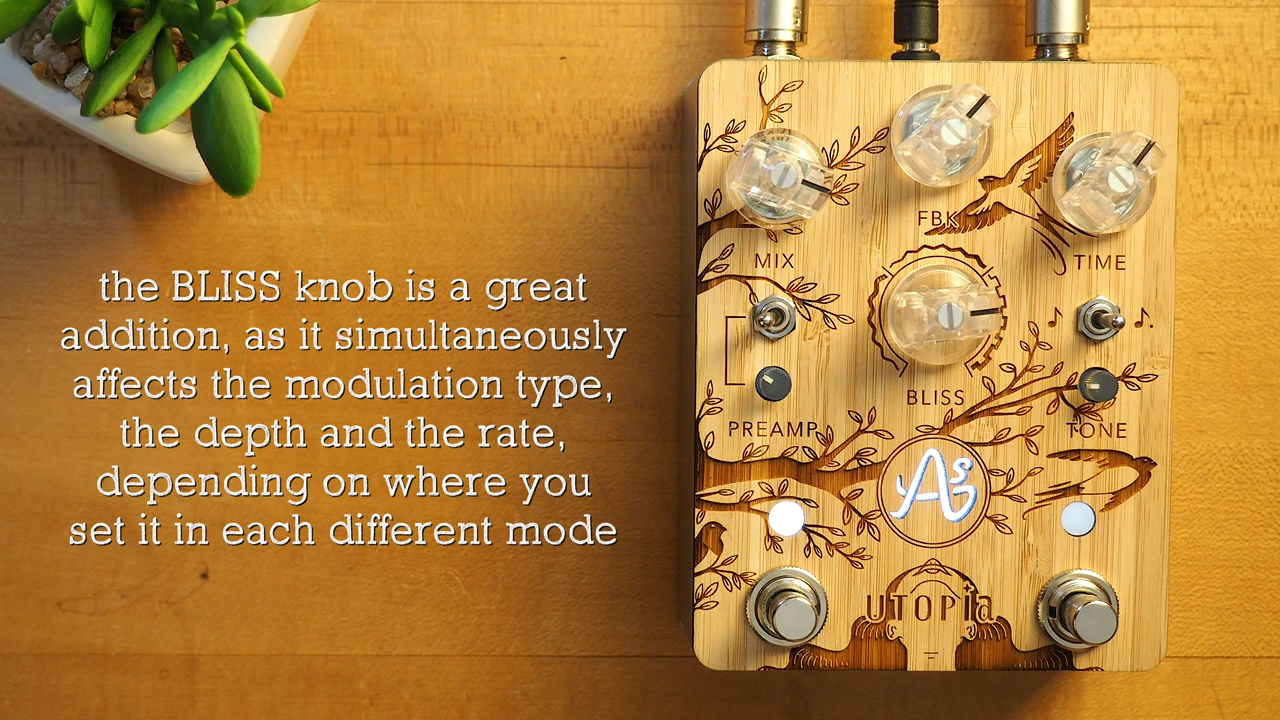 the BLISS knob is a great
addition, as it simultaneously
affects the modulation type,
the depth and the rate,
depending on where you
set it in each different mode
FBK
MIX
TIME
BLISS
PREAMP
TONE
As
UTOPia